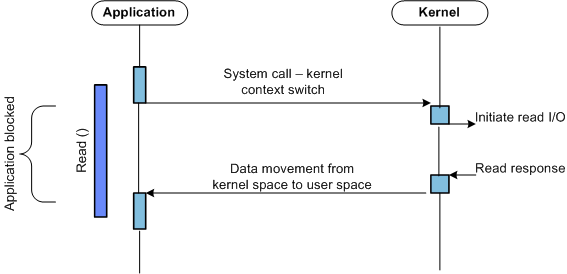 Application
Kernel
System call – kernel
context switch
Initiate read I/O
Application blocked
Read ()
Data movement from
kernel space to user space
Read response